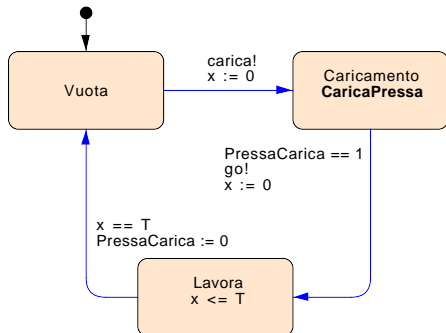 carica!
x := 0
Vuota
Caricamento
CaricaPressa
PressaCarica == 1
go!
x := 0
x == T
PressaCarica := 0
Lavora
x <= T